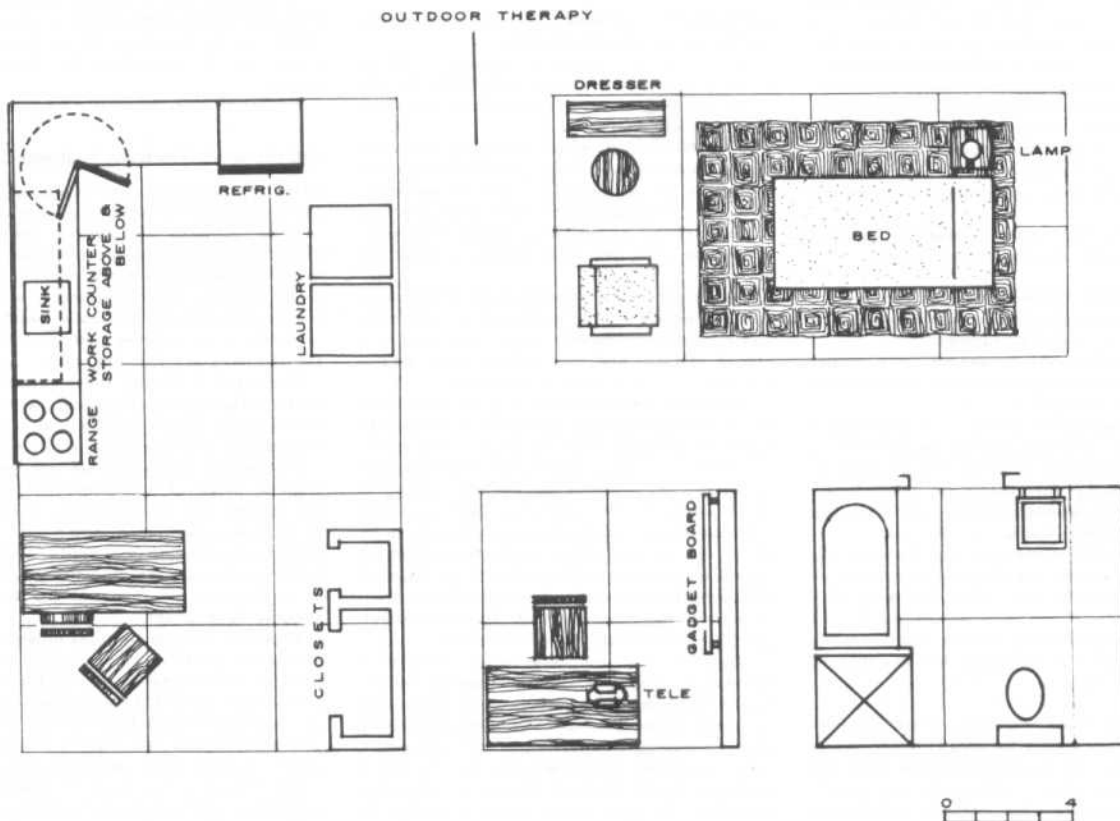 OUTDOOR THERAPY
DRESSER
LAMP
REFRIG.
BED
WORK COUNTER
STORAGE ABOVE &
BELOW
SINK
LAUNDRY
RANGE
GADGET BOARD
CLOSETS
TELE
0 4